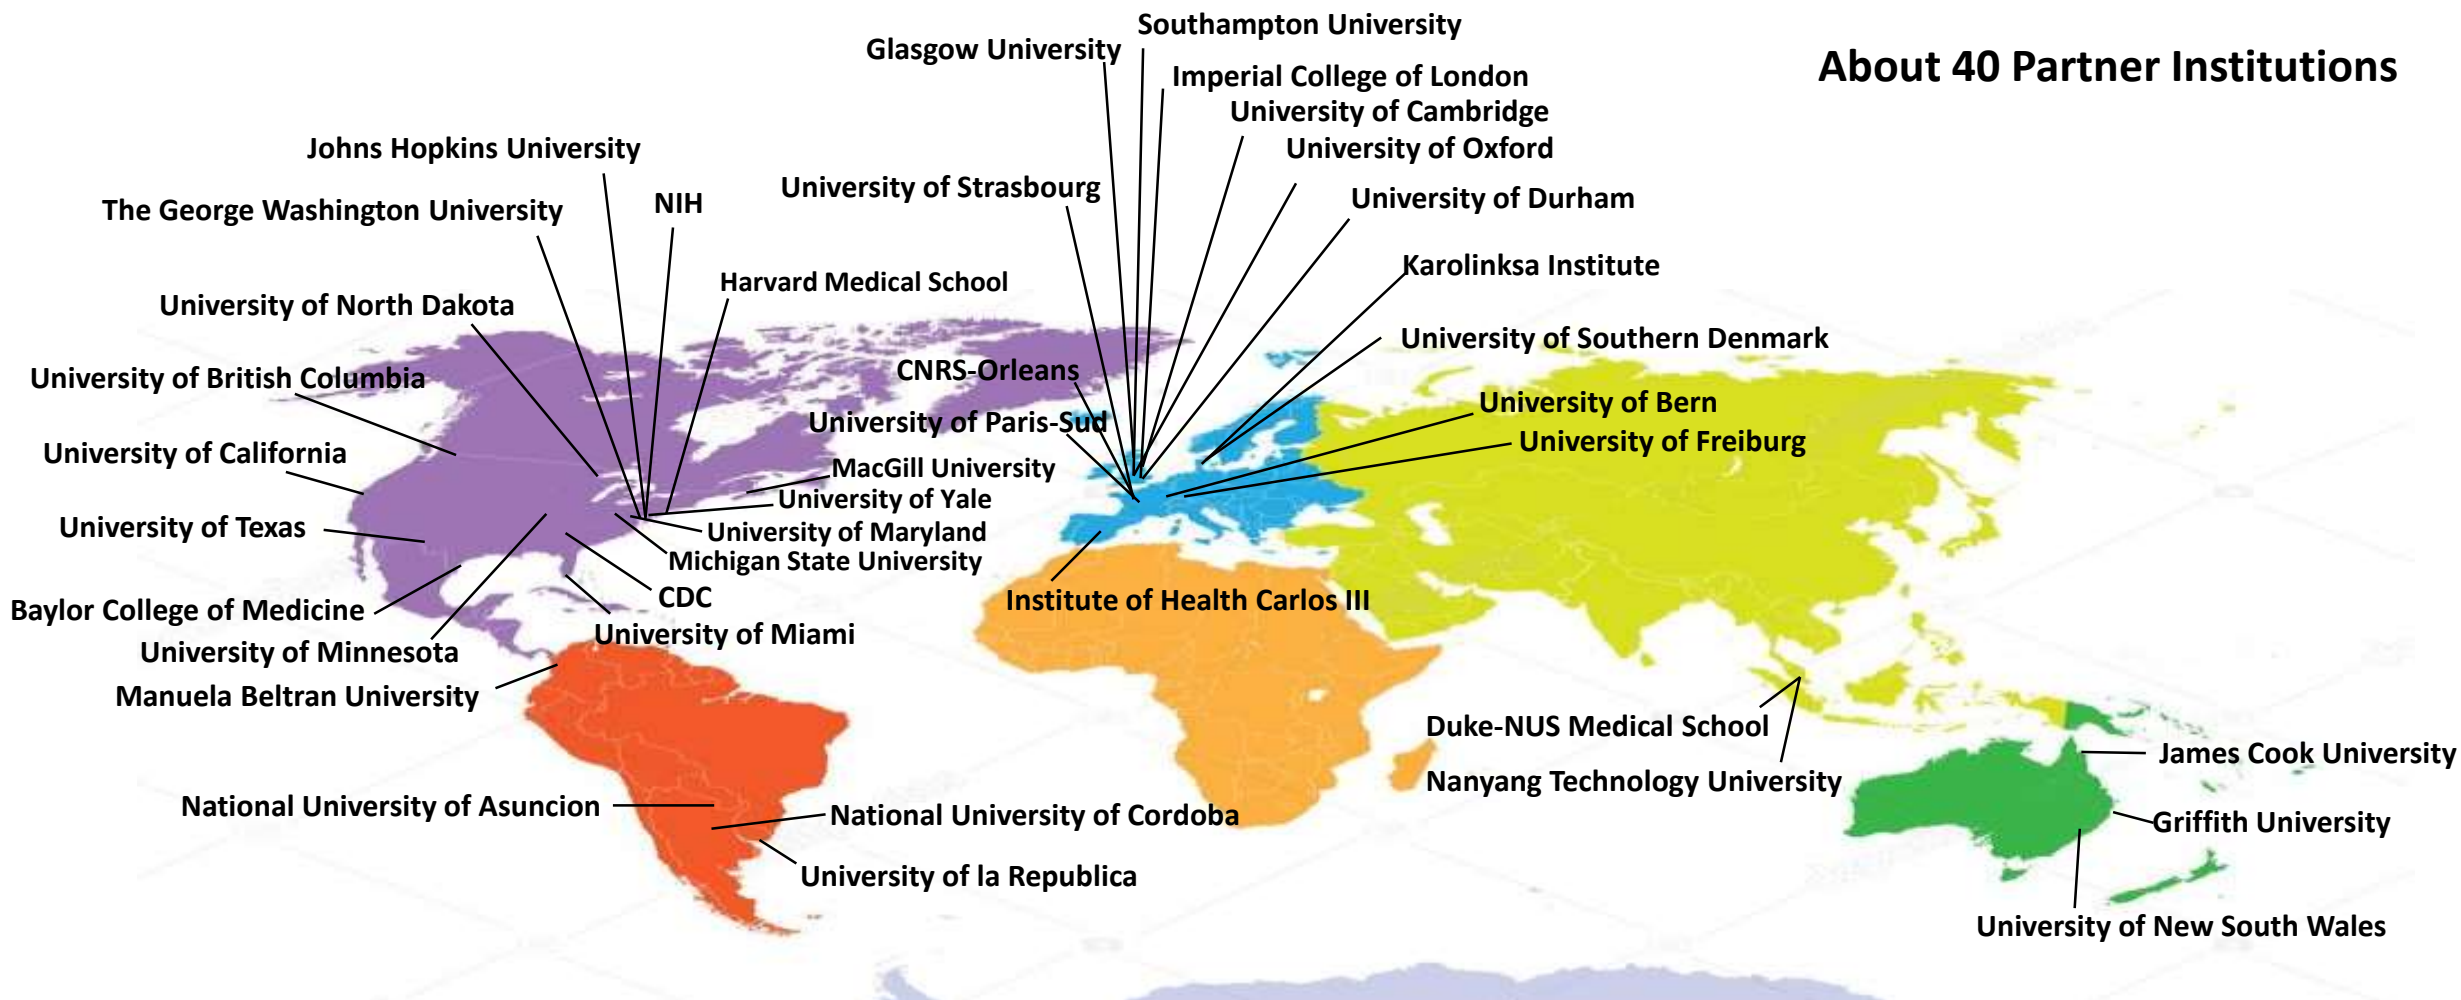 Southampton University
Glasgow University
About 40 Partner Institutions
Imperial College of London
University of Cambridge
Johns Hopkins University
University of Oxford
University of Strasbourg
University of Durham
NIH
The George Washington University
Karolinksa Institute
Harvard Medical School
University of North Dakota
University of Southern Denmark
CNRS-Orleans
University of British Columbia
University of Bern
University of Paris-Sud
University of Freiburg
University of California
MacGill University
University of Yale
University of Texas
University of Maryland
Michigan State University
CDC
Institute of Health Carlos III
Baylor College of Medicine
University of Miami
University of Minnesota
Manuela Beltran University
Duke-NUS Medical School
James Cook University
Nanyang Technology University
National University of Asuncion
National University of Cordoba
Griffith University
University of la Republica
University of New South Wales